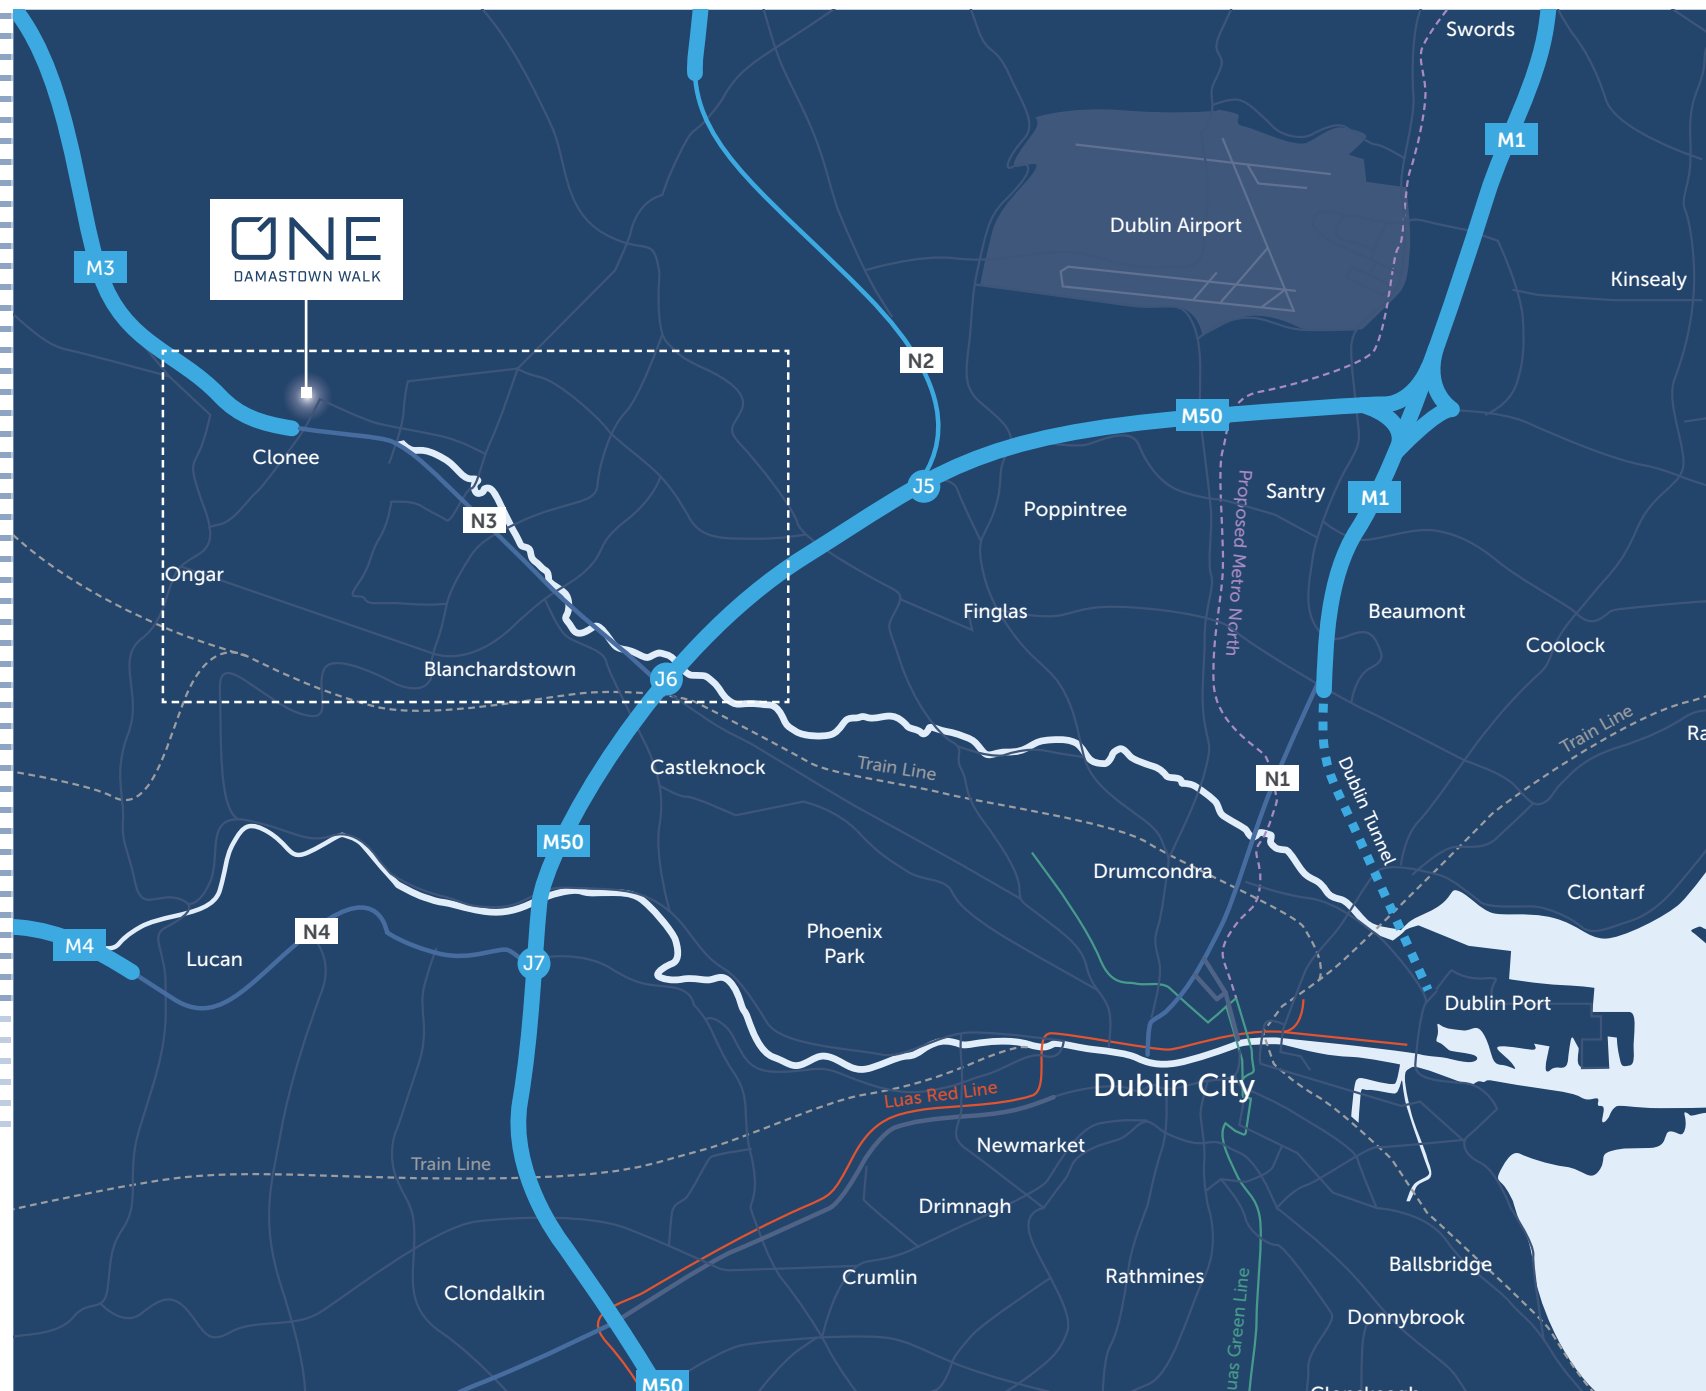 Swords
M1
ONE
DAMASTOWN WALK
Dublin Airport
M3
Kinsealy
N2
M50
Clonee
J5
Santry
M1
Poppintree
N3
Proposed Metro North
Ongar
Finglas
Beaumont
Coolock
Blanchardstown
J6
Train Line
Castleknock
Train Line
N1
Dublin Tunnel
M50
Drumcondra
Clontarf
Phoenix
Park
N4
M4
Lucan
J7
Dublin Port
Dublin City
Luas Red Line
Newmarket
Train Line
Drimnagh
Ballsbridge
Crumlin
Rathmines
Clondalkin
Donnybrook
M50